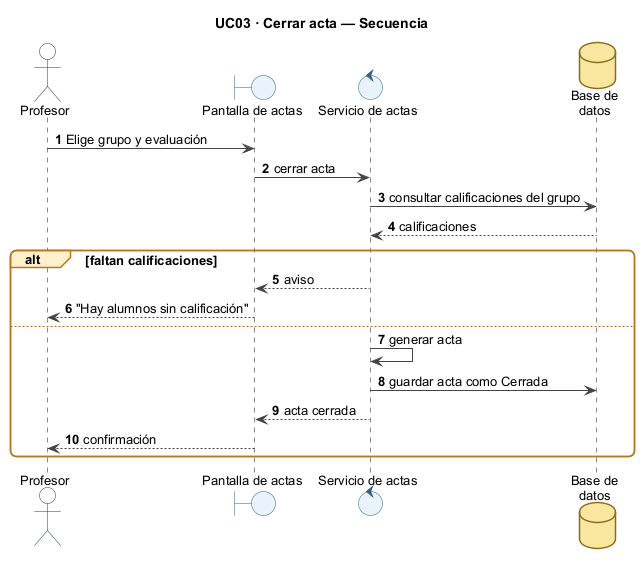 UC03 · Cerrar acta — Secuencia
Profesor
Pantalla de actas
Servicio de actas
Base de
datos
1 Elige grupo y evaluación
2 cerrar acta
3 consultar calificaciones del grupo
4 calificaciones
alt
[faltan calificaciones]
5 aviso
6 "Hay alumnos sin calificación"
7 generar acta
8 guardar acta como Cerrada
9 acta cerrada
10 confirmación
Profesor
Pantalla de actas
Servicio de actas
Base de
datos